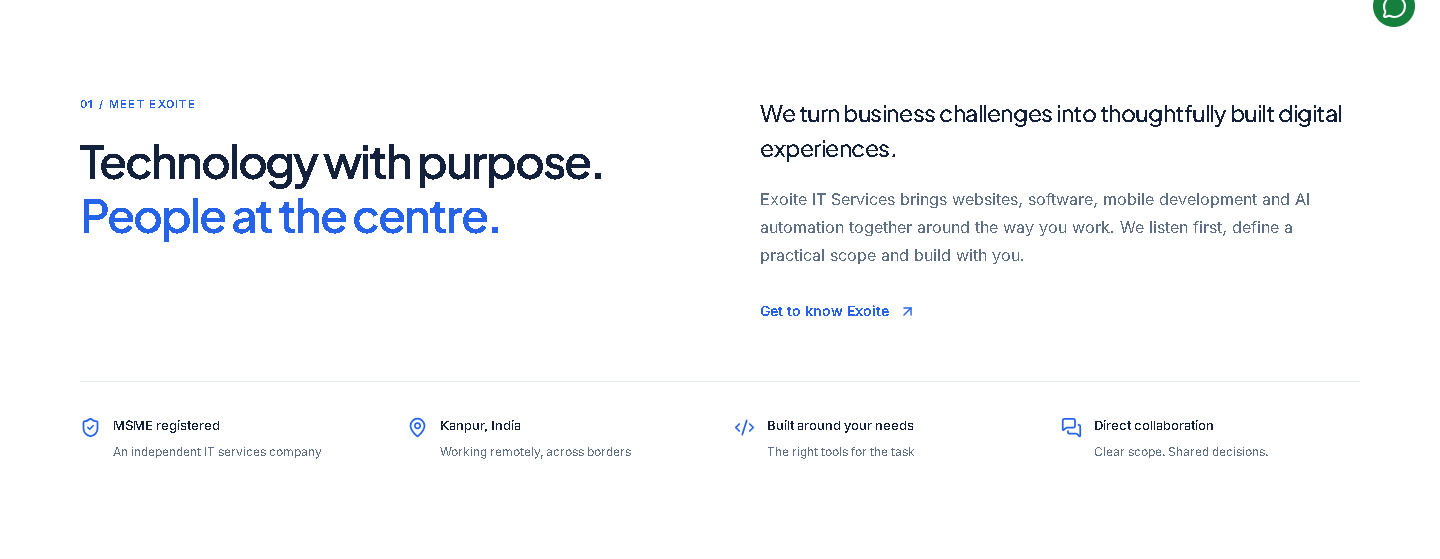 01 / MEET EXOITE
Technology with purpose.
People at the centre.
We turn business challenges into thoughtfully built digital
experiences.
Exoite IT Services brings websites, software, mobile development and AI
automation together around the way you work. We listen first, define a
practical scope and build with you.
Get to know Exoite
MSME registered
An independent IT services company
Kanpur, India
Working remotely, across borders
Built around your needs
The right tools for the task
Direct collaboration
Clear scope. Shared decisions.